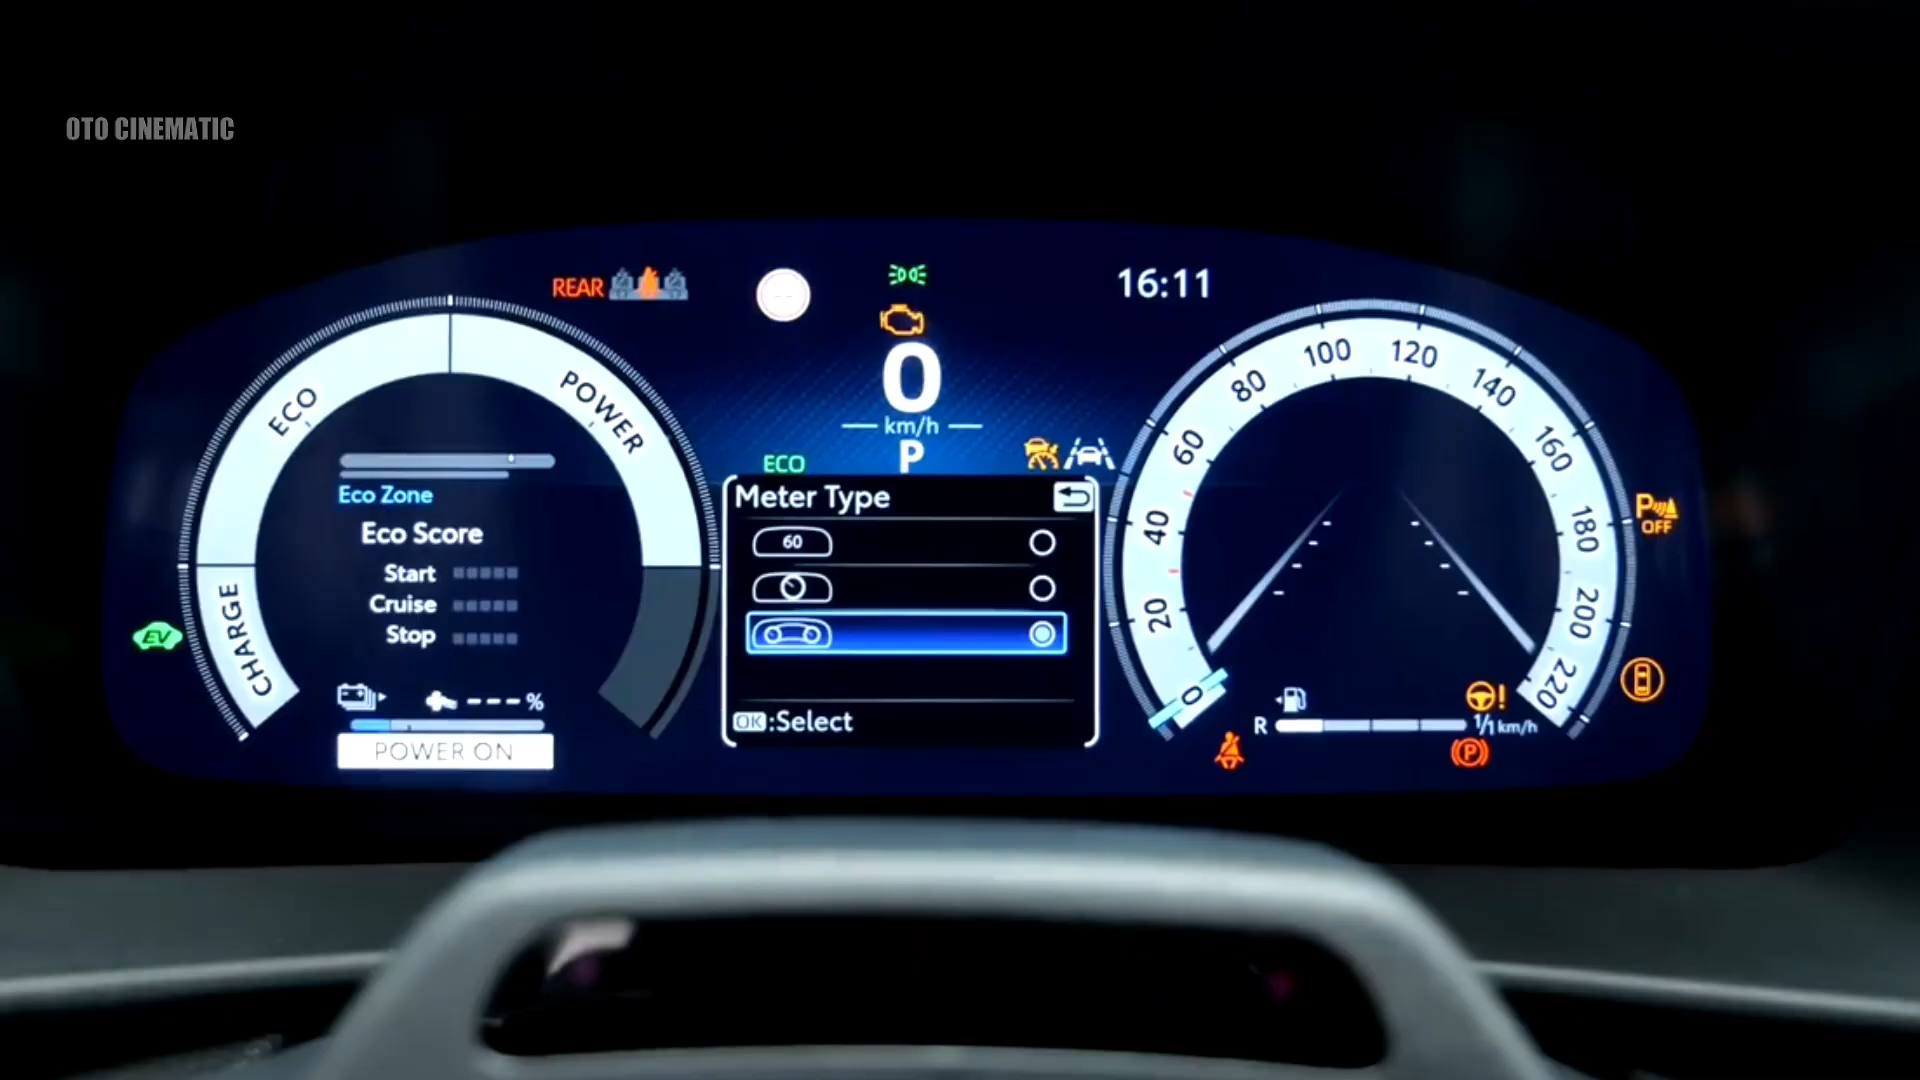 OTO CINEMATIC
REAR
16:11
0
km/h
P
ECO
ECO
POWER
CHARGE
Eco Zone
Eco Score
Start
Cruise
Stop
EV
---%
POWER ON
Meter Type
60
OK:Select
0
20
40
60
80
100
120
140
160
180
200
220
R
1/1
km/h
P
P
OFF